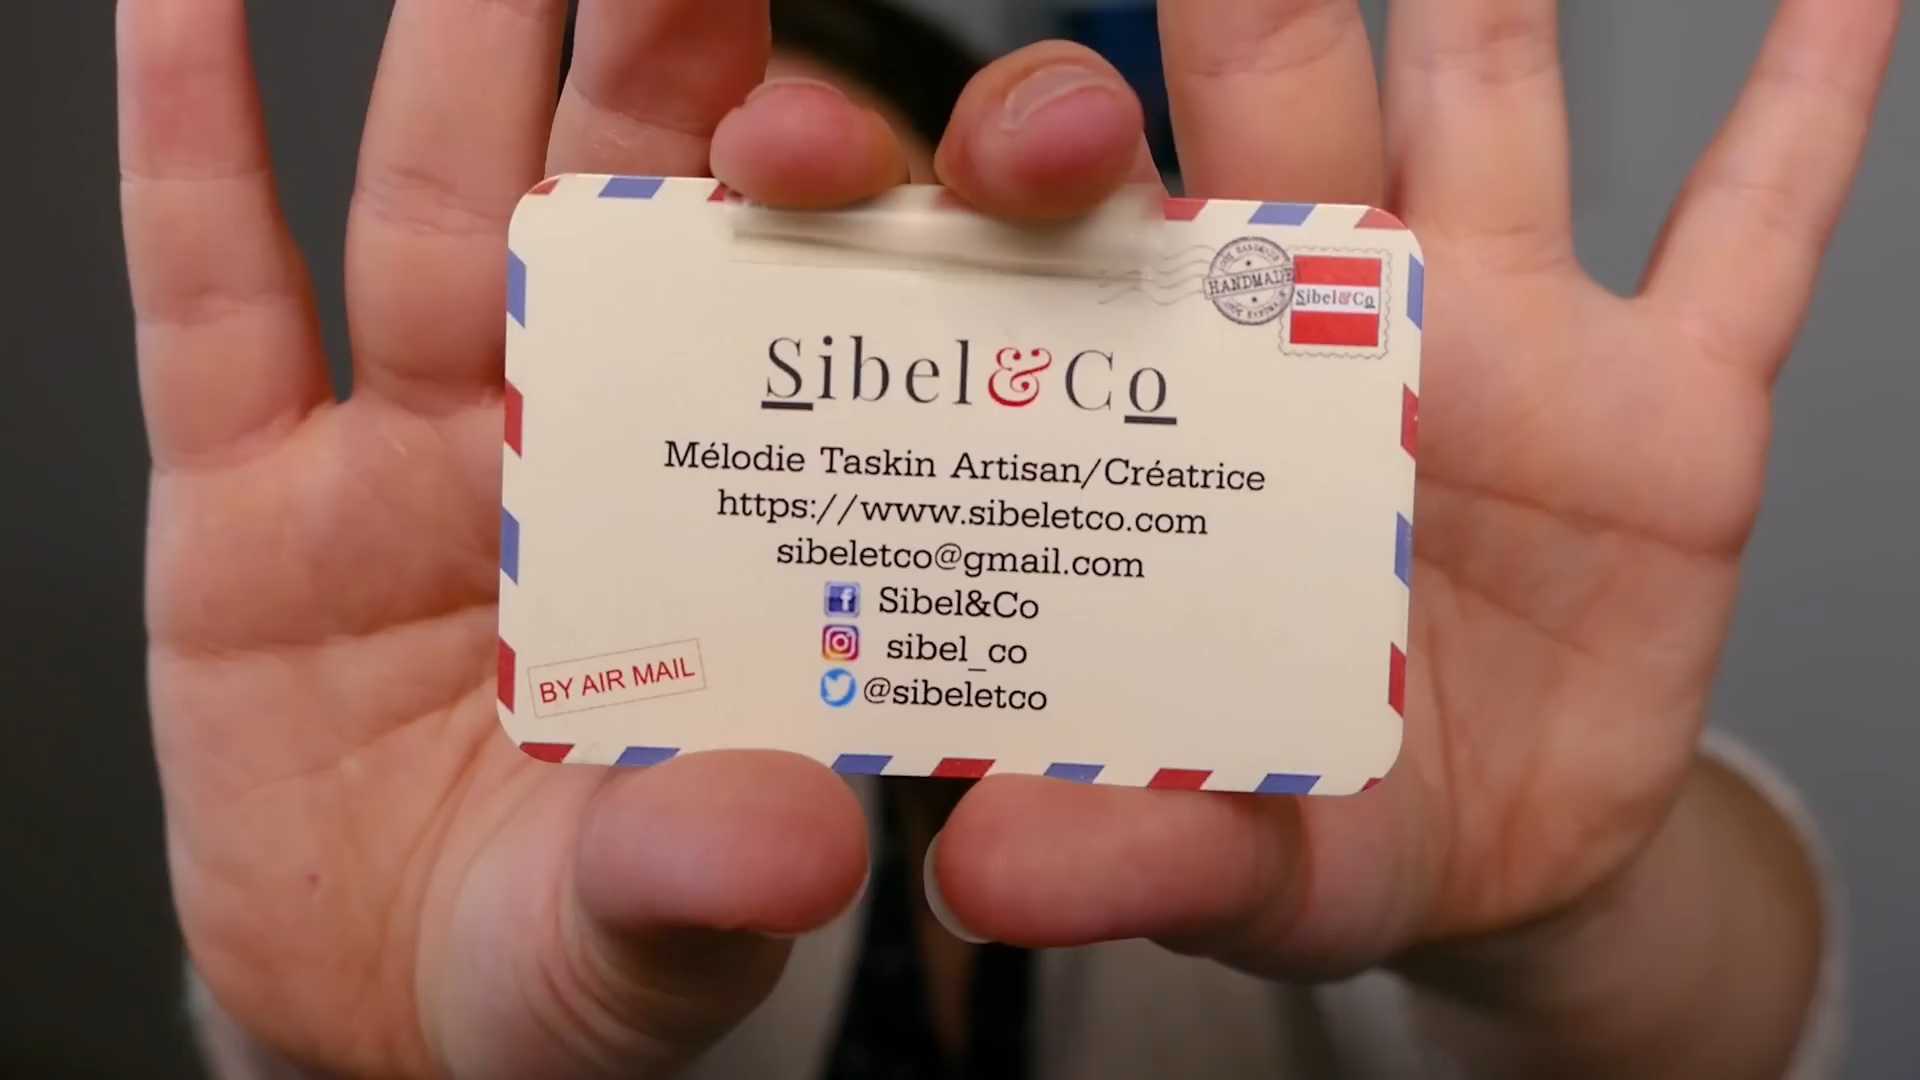 HANDMADE
Sibel&Co
Sibel&Co
Mélodie Taskin Artisan/Créatrice
https://www.sibeletco.com
sibeletco@gmail.com
Sibel&Co
sibel_co
@sibeletco
BY AIR MAIL